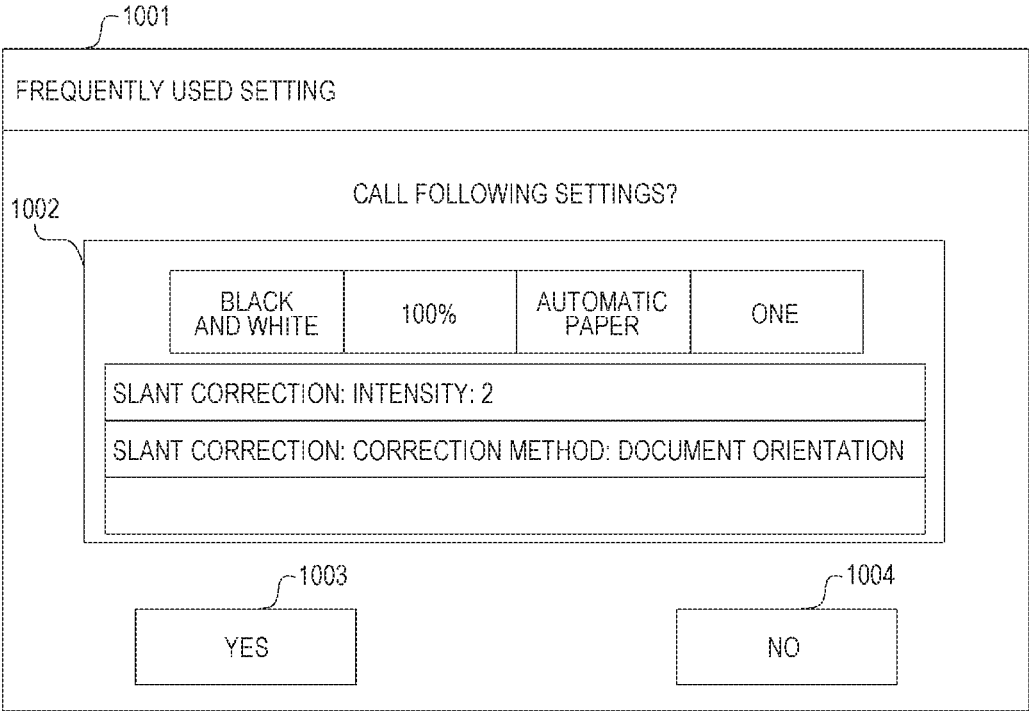 1001
FREQUENTLY USED SETTING
CALL FOLLOWING SETTINGS?
1002
BLACK
AND WHITE
100%
AUTOMATIC
PAPER
ONE
SLANT CORRECTION: INTENSITY: 2
SLANT CORRECTION: CORRECTION METHOD: DOCUMENT ORIENTATION
1003
1004
YES
NO